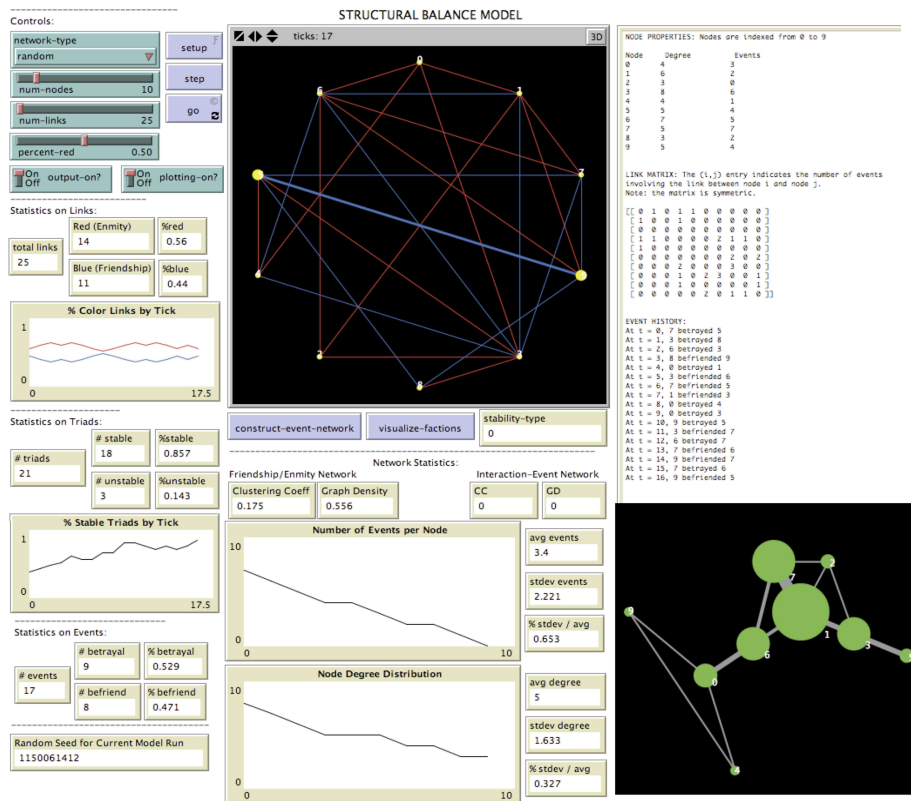 STRUCTURAL BALANCE MODEL
Controls:
network-type
random
setup
num-nodes 10
step
num-links 25
go
percent-red 0.50
On
Off
output-on?
On
Off
plotting-on?
Statistics on Links:
total links
25
Red (Enmity)
14
%red
0.56
Blue (Friendship)
11
%blue
0.44
% Color Links by Tick
1
0
0 17.5
Statistics on Triads:
# triads
21
# stable
18
%stable
0.857
# unstable
3
%unstable
0.143
% Stable Triads by Tick
1
0
0 17.5
Statistics on Events:
# events
17
# betrayal
9
% betrayal
0.529
# befriend
8
% befriend
0.471
Random Seed for Current Model Run
1150061412
ticks: 17
3D
6
1
7
4
2
3
8
construct-event-network
visualize-factions
stability-type
0
Network Statistics:
Friendship/Enmity Network
Interaction-Event Network
Clustering Coeff
0.175
Graph Density
0.556
CC
0
GD
0
Number of Events per Node
10
0
0 10
avg events
3.4
stdev events
2.221
% stdev / avg
0.653
Node Degree Distribution
10
0
0 10
avg degree
5
stdev degree
1.633
% stdev / avg
0.327
NODE PROPERTIES: Nodes are indexed from 0 to 9
Node Degree Events
0 4 3
1 6 2
2 3 0
3 8 6
4 4 1
5 5 4
6 7 5
7 5 7
8 3 2
9 5 4
LINK MATRIX: The (i,j) entry indicates the number of events
involving the link between node i and node j.
Note: the matrix is symmetric.
[[ 0 1 0 1 1 0 0 0 0 0 ]
[ 1 0 0 1 0 0 0 0 0 0 ]
[ 0 0 0 0 0 0 0 0 0 0 ]
[ 1 1 0 0 0 0 2 1 1 0 ]
[ 1 0 0 0 0 0 0 0 0 0 ]
[ 0 0 0 0 0 0 0 2 0 2 ]
[ 0 0 0 2 0 0 0 3 0 0 ]
[ 0 0 0 1 0 2 3 0 0 1 ]
[ 0 0 0 1 0 0 0 0 0 1 ]
[ 0 0 0 0 0 2 0 1 1 0 ]]
EVENT HISTORY:
At t = 0, 7 betrayed 5
At t = 1, 3 betrayed 8
At t = 2, 6 betrayed 3
At t = 3, 8 befriended 9
At t = 4, 0 betrayed 1
At t = 5, 3 befriended 6
At t = 6, 7 befriended 5
At t = 7, 1 befriended 3
At t = 8, 0 betrayed 4
At t = 9, 0 betrayed 3
At t = 10, 9 betrayed 5
At t = 11, 3 befriended 7
At t = 12, 6 betrayed 7
At t = 13, 7 befriended 6
At t = 14, 9 befriended 7
At t = 15, 7 betrayed 6
At t = 16, 9 befriended 5
7
2
9
1
3
6
0
4